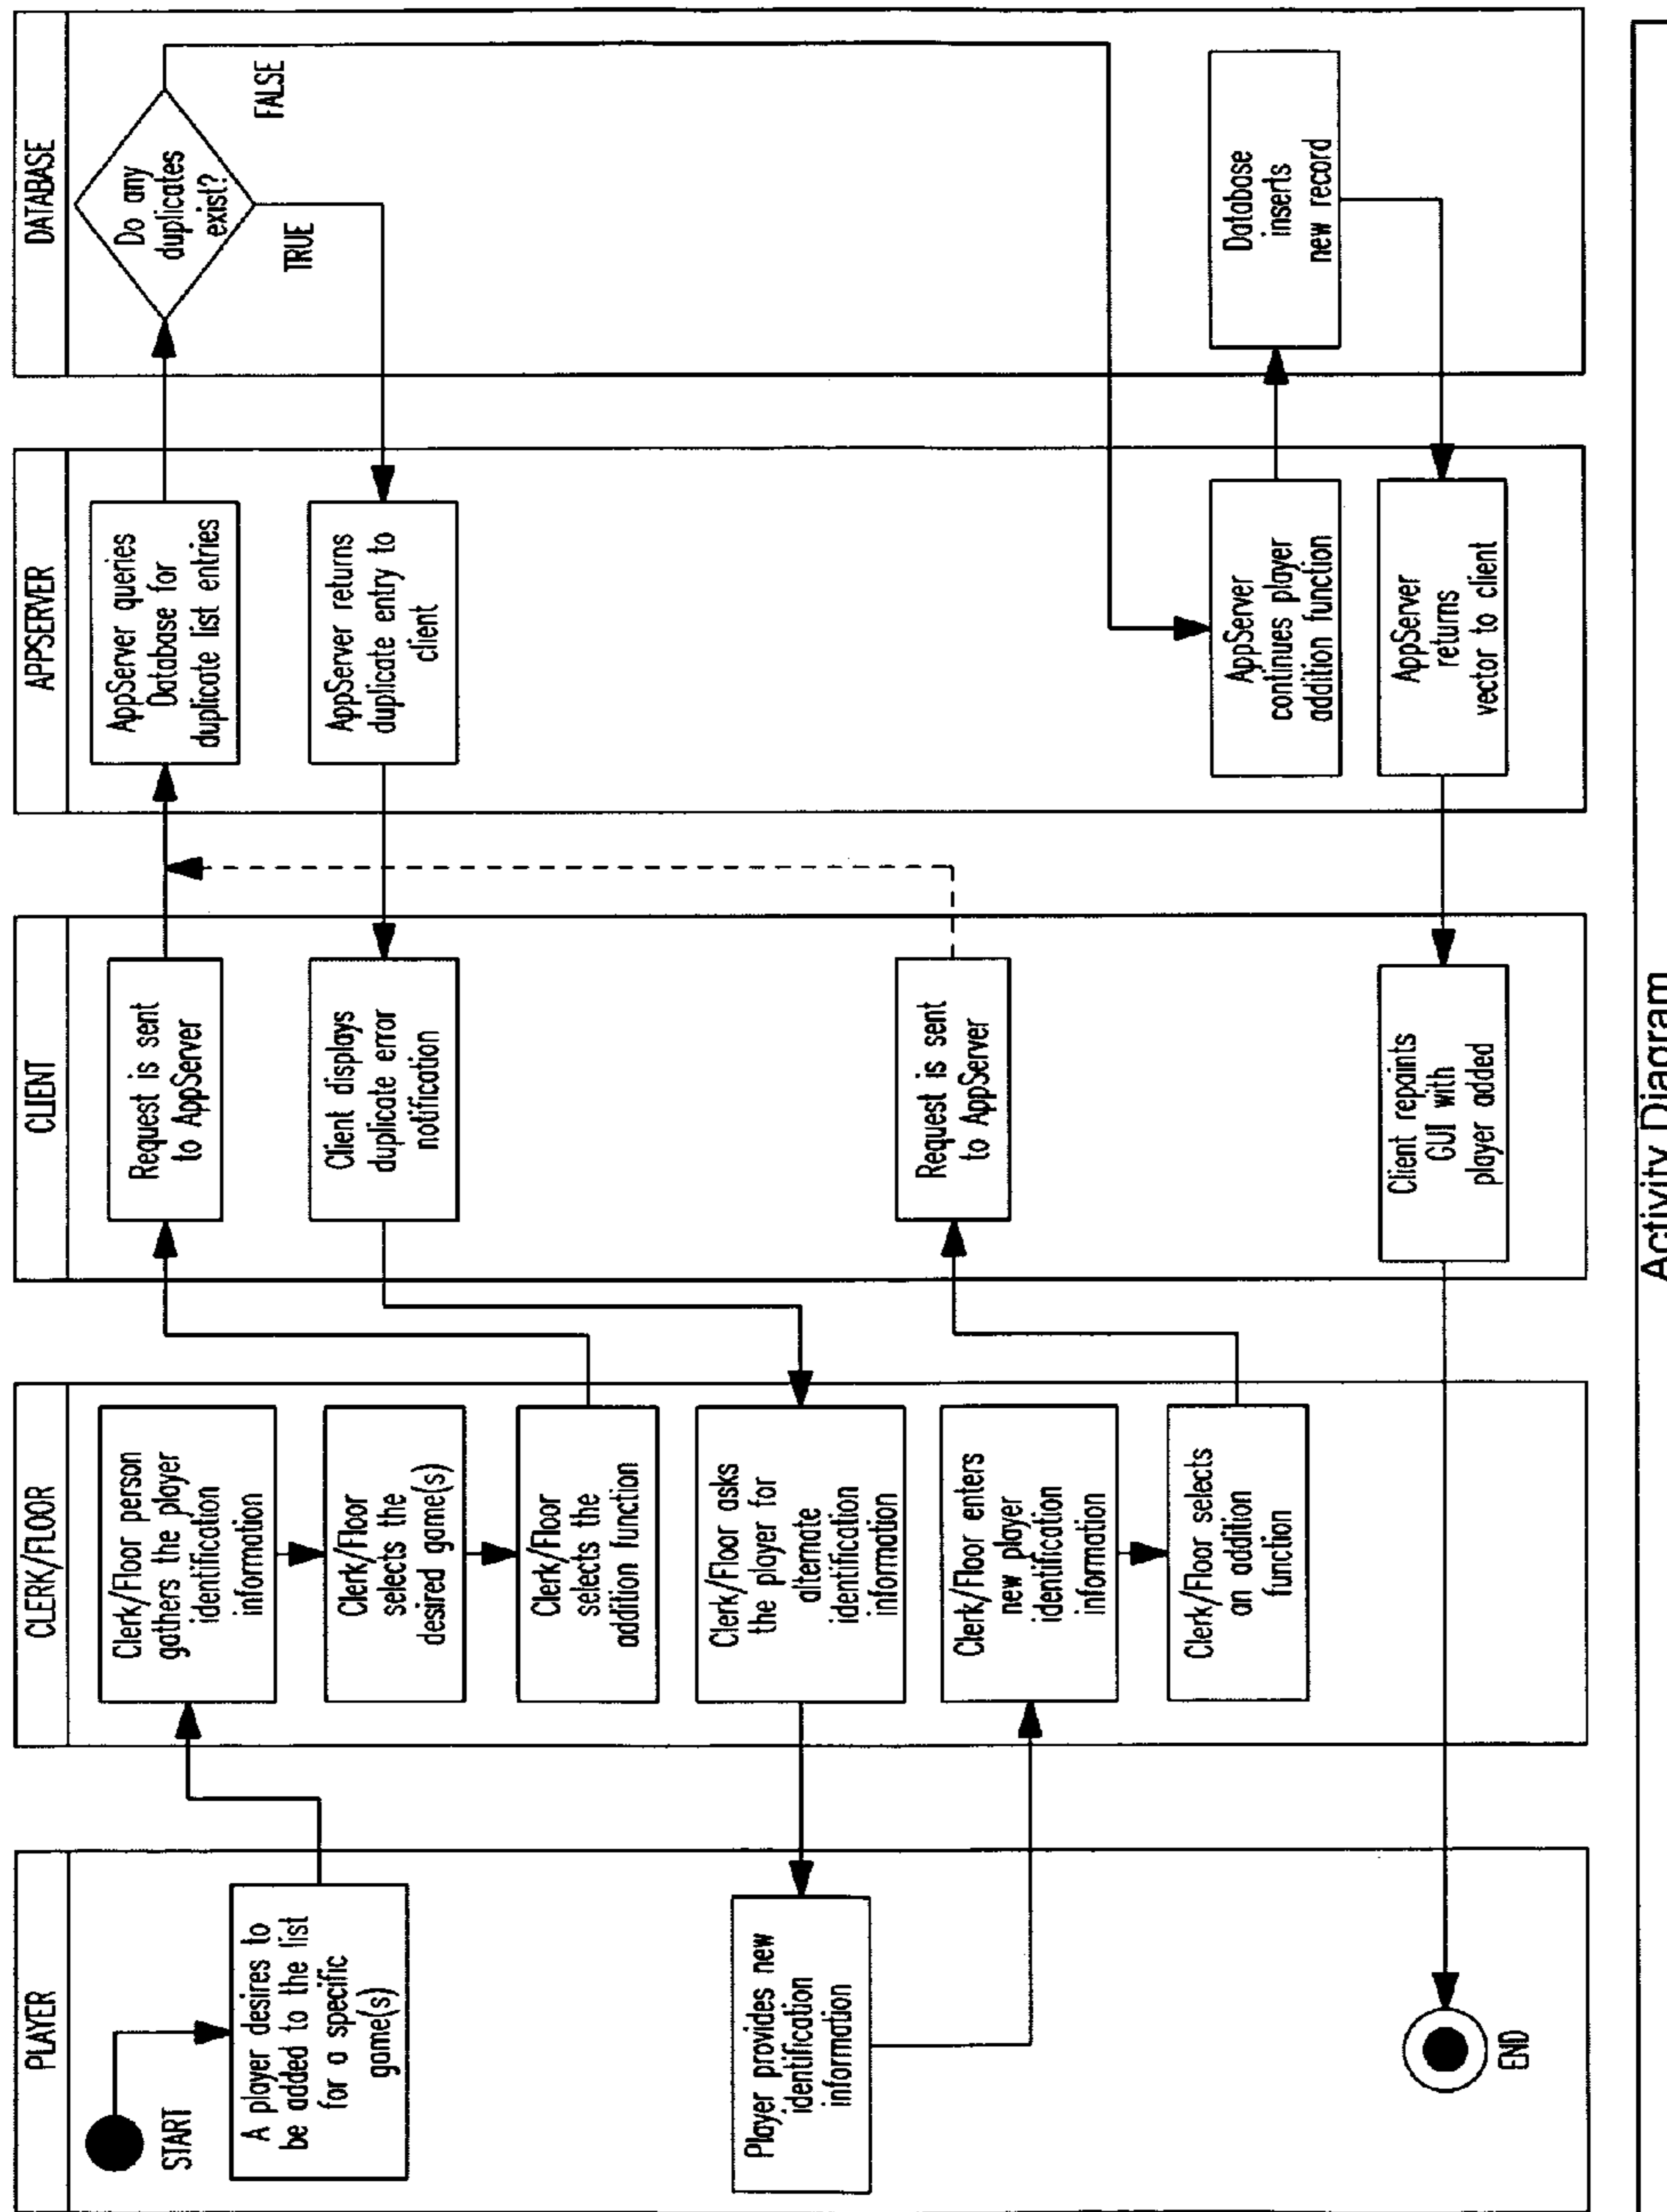 PLAYER
START
A player desires to
be added to the list
for a specific
game(s)
Player provides new
identification
information
END
CLERK/FLOOR
Clerk/Floor person
gathers the player
identification
information
Clerk/Floor
selects the
desired game(s)
Clerk/Floor
selects the
addition function
Clerk/Floor asks
the player for
alternate
identification
information
Clerk/Floor enters
new player
identification
information
Clerk/Floor selects
an addition
function
CLIENT
Request is sent
to AppServer
Client displays
duplicate error
notification
Request is sent
to AppServer
Client repaints
GUI with
player added
APPSERVER
AppServer queries
Database for
duplicate list entries
AppServer returns
duplicate entry to
client
AppServer
continues player
addition function
AppServer
returns
vector to client
DATABASE
Do any
duplicates
exist?
FALSE
TRUE
Database
inserts
new record
Activity Diagram